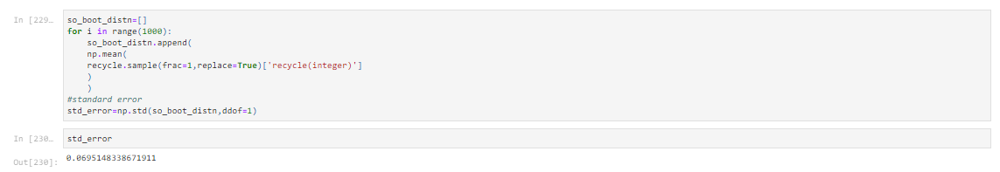 In [229…
so_boot_distn=[]
for i in range(1000):
    so_boot_distn.append(
    np.mean(
    recycle.sample(frac=1,replace=True)['recycle(integer)']
    )
    )
#standard error
std_error=np.std(so_boot_distn,ddof=1)
In [230…
std_error
Out[230]:
0.0695148338671911